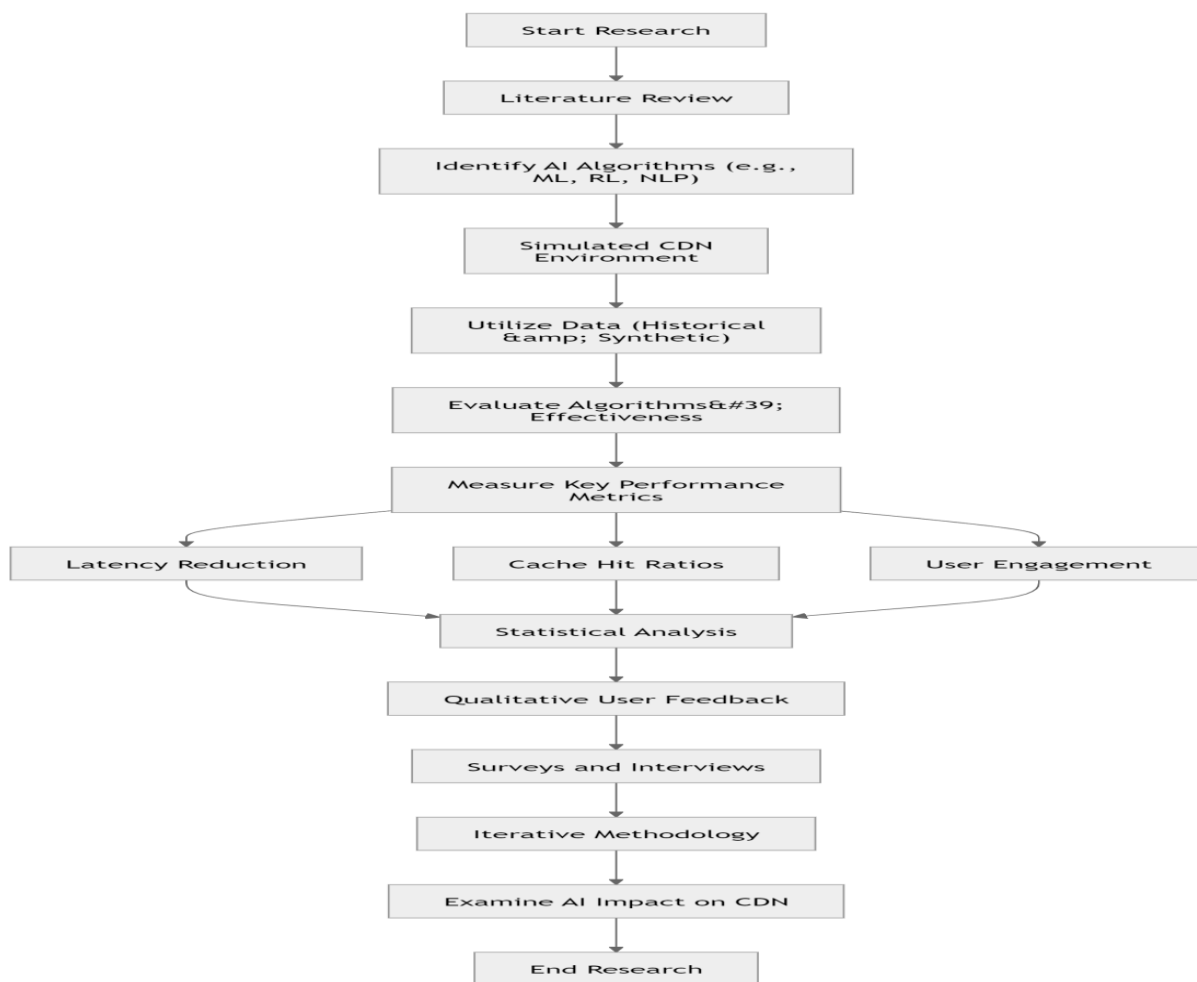 Start Research
Literature Review
Identify AI Algorithms (e.g.,
ML, RL, NLP)
Simulated CDN
Environment
Utilize Data (Historical
&amp; Synthetic)
Evaluate Algorithms&#39;
Effectiveness
Measure Key Performance
Metrics
Latency Reduction
Cache Hit Ratios
User Engagement
Statistical Analysis
Qualitative User Feedback
Surveys and Interviews
Iterative Methodology
Examine AI Impact on CDN
End Research